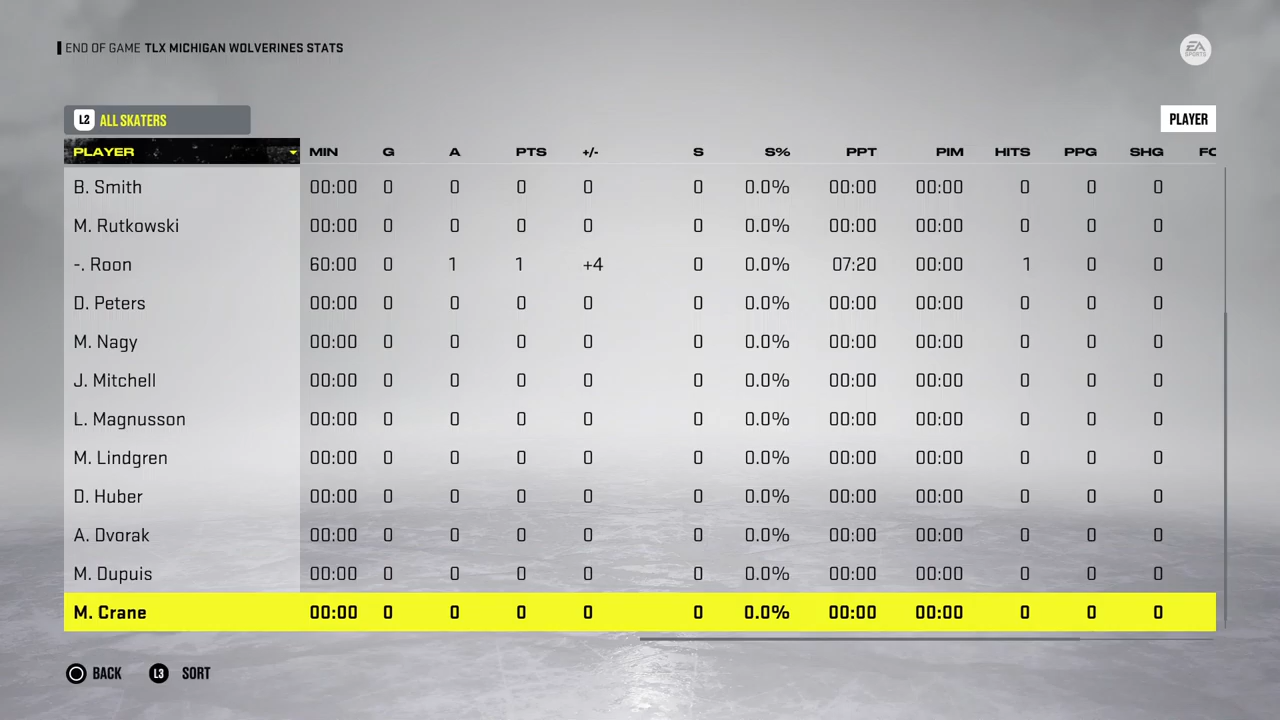 END OF GAME TLX MICHIGAN WOLVERINES STATS
EA SPORTS
L2 ALL SKATERS
PLAYER
PLAYER MIN G A PTS +/- S S% PPT PIM HITS PPG SHG FO
B. Smith 00:00 0 0 0 0 0 0.0% 00:00 00:00 0 0 0
M. Rutkowski 00:00 0 0 0 0 0 0.0% 00:00 00:00 0 0 0
-. Roon 60:00 0 1 1 +4 0 0.0% 07:20 00:00 1 0 0
D. Peters 00:00 0 0 0 0 0 0.0% 00:00 00:00 0 0 0
M. Nagy 00:00 0 0 0 0 0 0.0% 00:00 00:00 0 0 0
J. Mitchell 00:00 0 0 0 0 0 0.0% 00:00 00:00 0 0 0
L. Magnusson 00:00 0 0 0 0 0 0.0% 00:00 00:00 0 0 0
M. Lindgren 00:00 0 0 0 0 0 0.0% 00:00 00:00 0 0 0
D. Huber 00:00 0 0 0 0 0 0.0% 00:00 00:00 0 0 0
A. Dvorak 00:00 0 0 0 0 0 0.0% 00:00 00:00 0 0 0
M. Dupuis 00:00 0 0 0 0 0 0.0% 00:00 00:00 0 0 0
M. Crane 00:00 0 0 0 0 0 0.0% 00:00 00:00 0 0 0
BACK L3 SORT